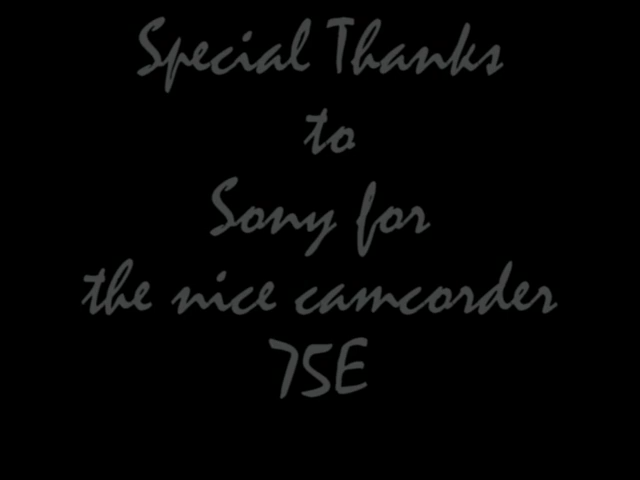 Special Thanks
to
Sony for
the nice camcorder
75E